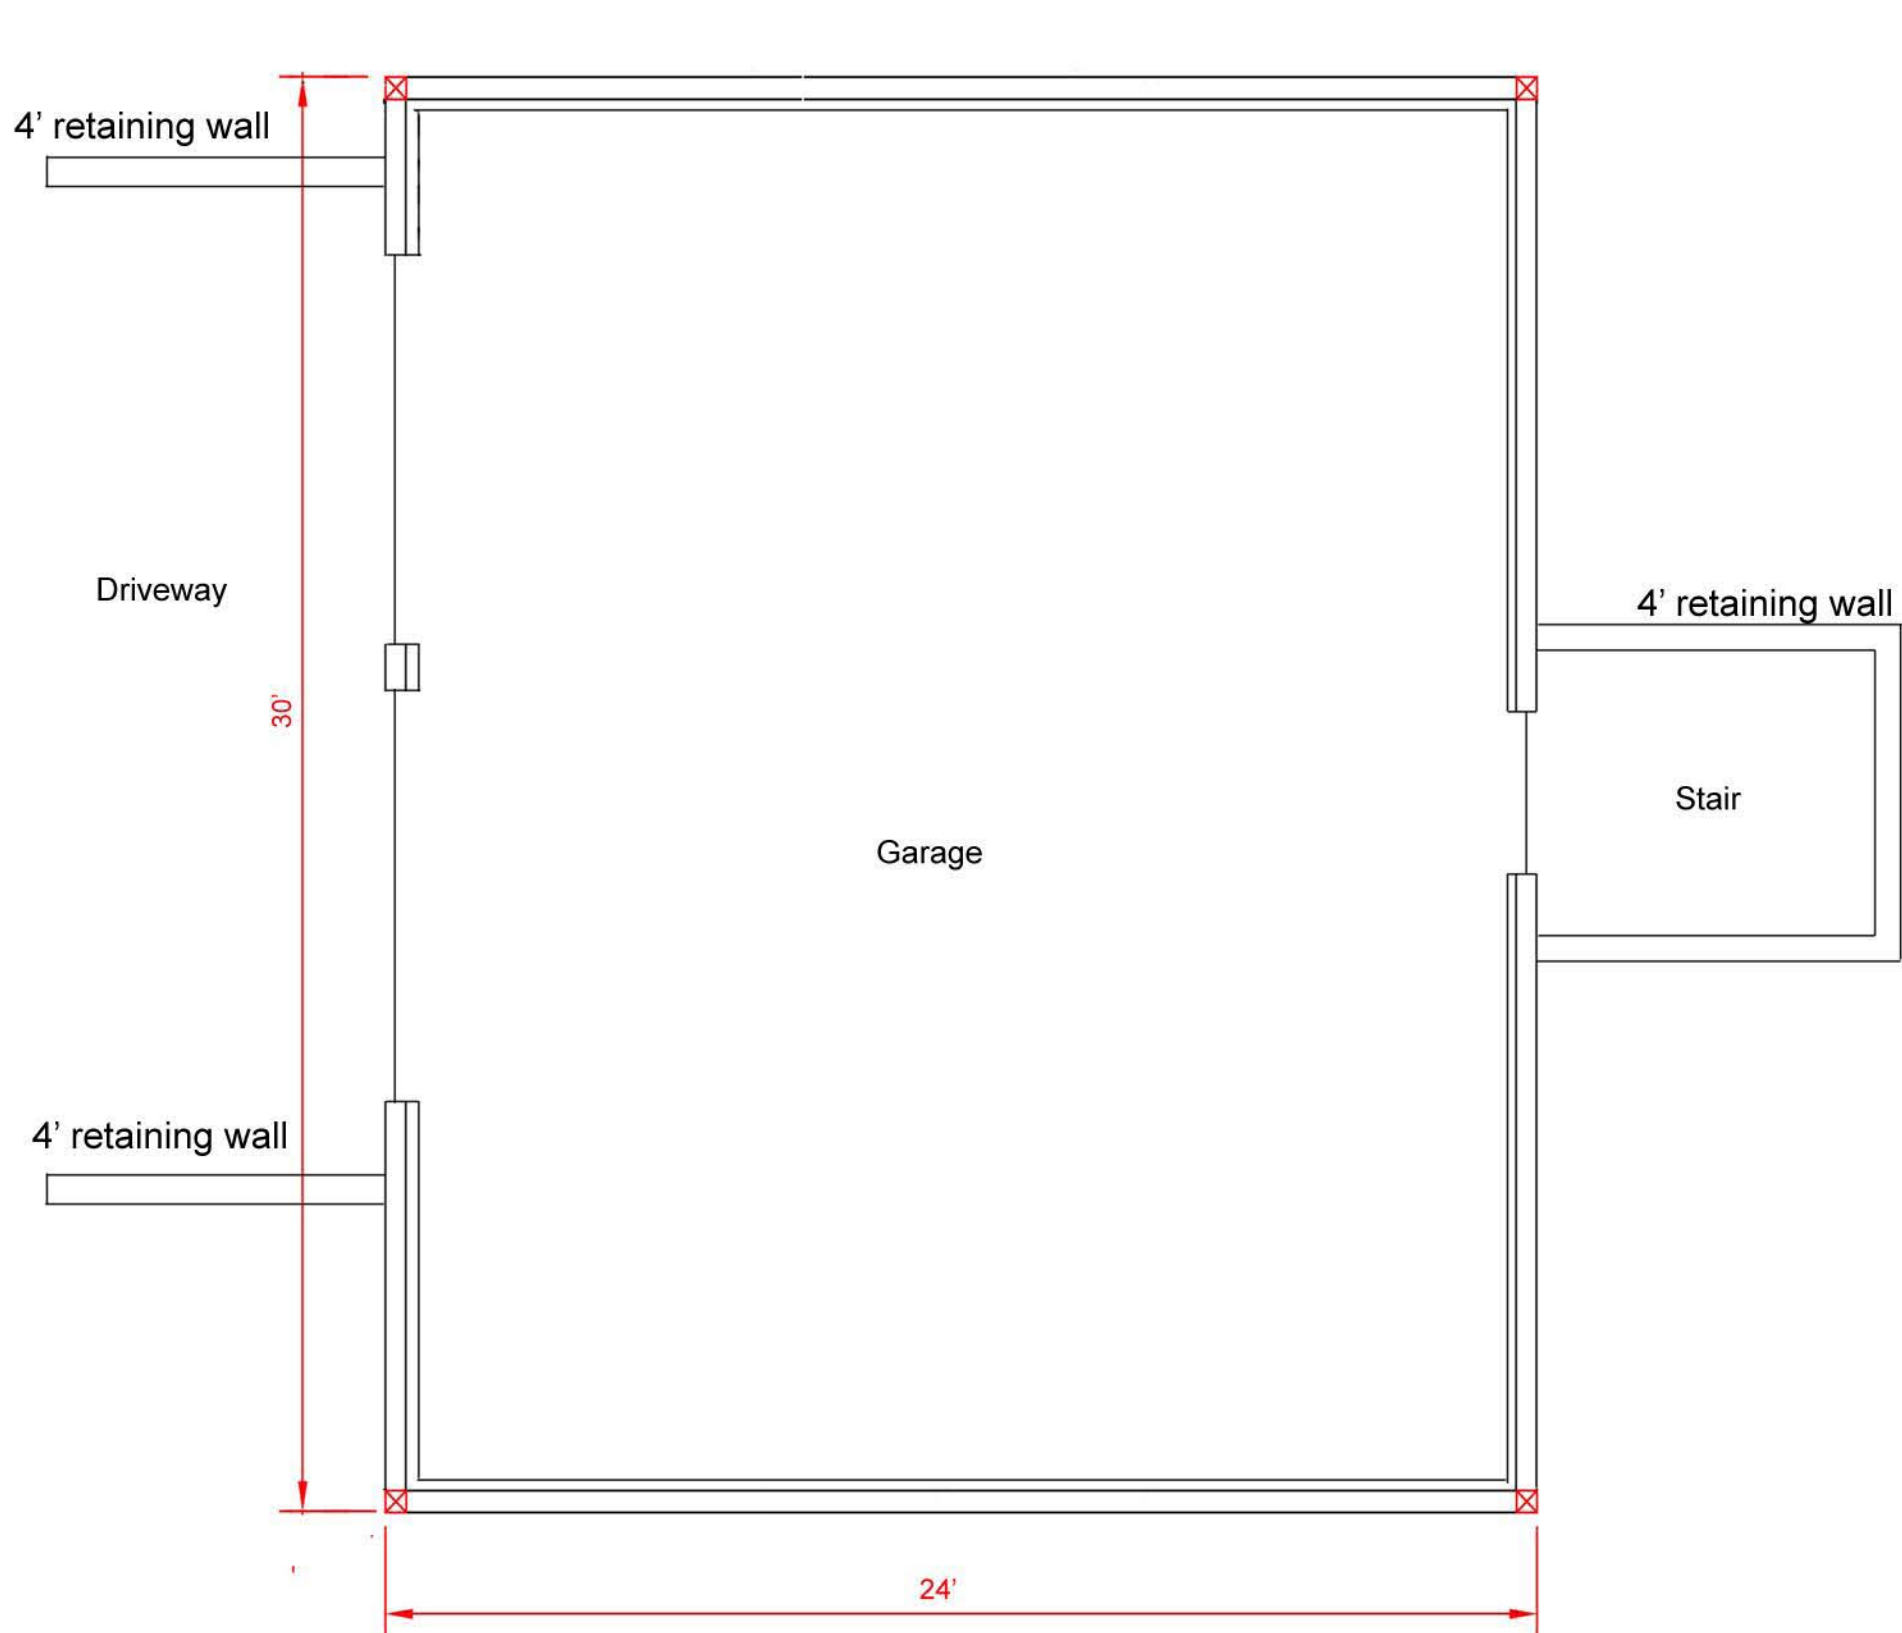 4’ retaining wall
Driveway
4’ retaining wall
30’
Stair
Garage
4’ retaining wall
24’